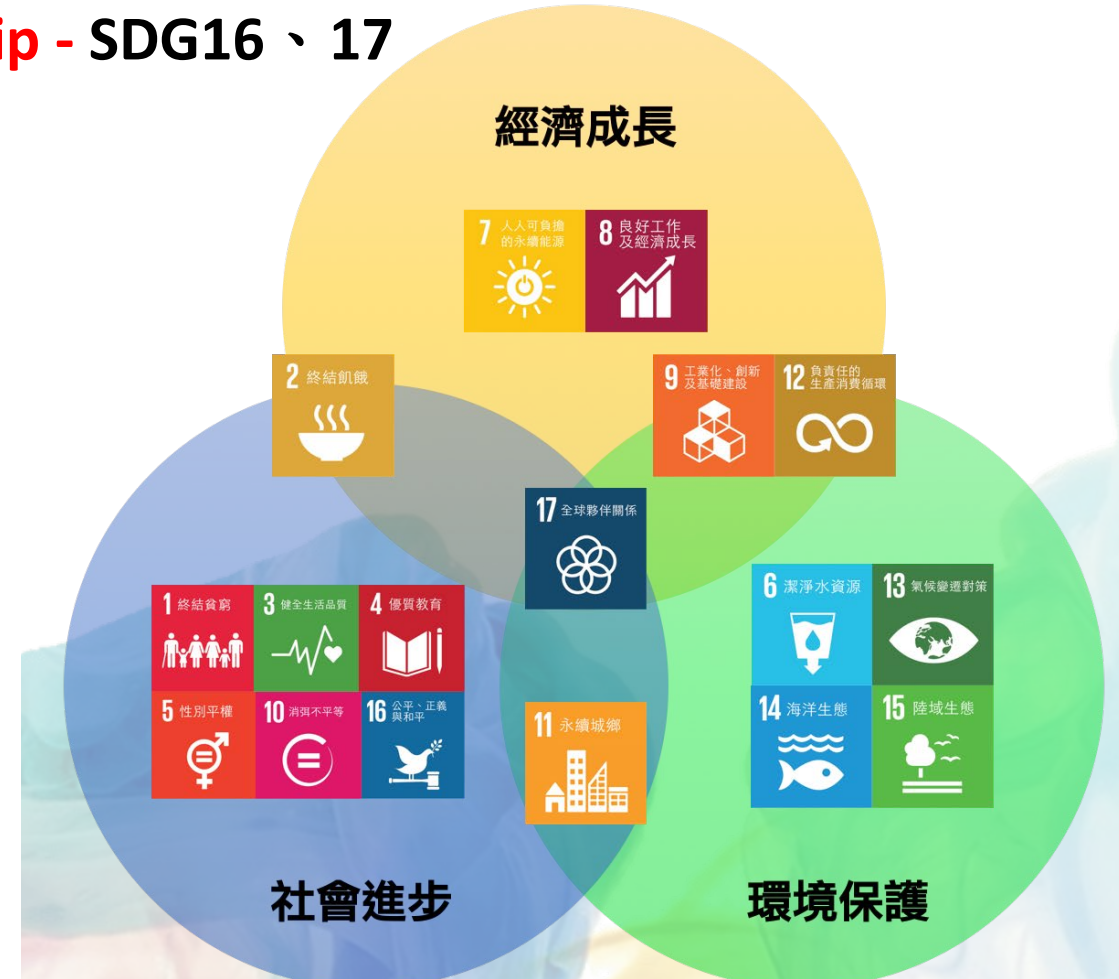 ip - SDG16、17
經濟成長
7 人人可負擔
的永續能源
8 良好工作
及經濟成長
2 終結飢餓
9 工業化、創新
及基礎建設
12 負責任的
生產消費循環
17 全球夥伴關係
1 終結貧窮
3 健全生活品質
4 優質教育
5 性別平權
10 消弭不平等
16 公平、正義
與和平
11 永續城鄉
6 潔淨水資源
13 氣候變遷對策
14 海洋生態
15 陸域生態
社會進步
環境保護